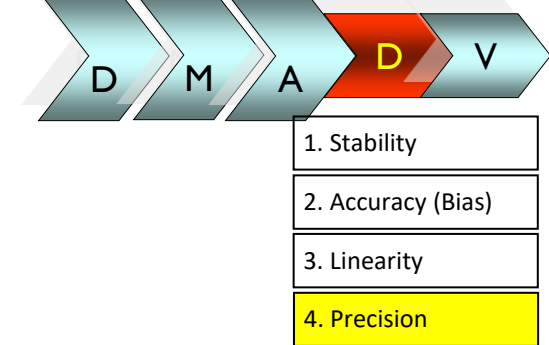 D M A D V
1. Stability
2. Accuracy (Bias)
3. Linearity
4. Precision